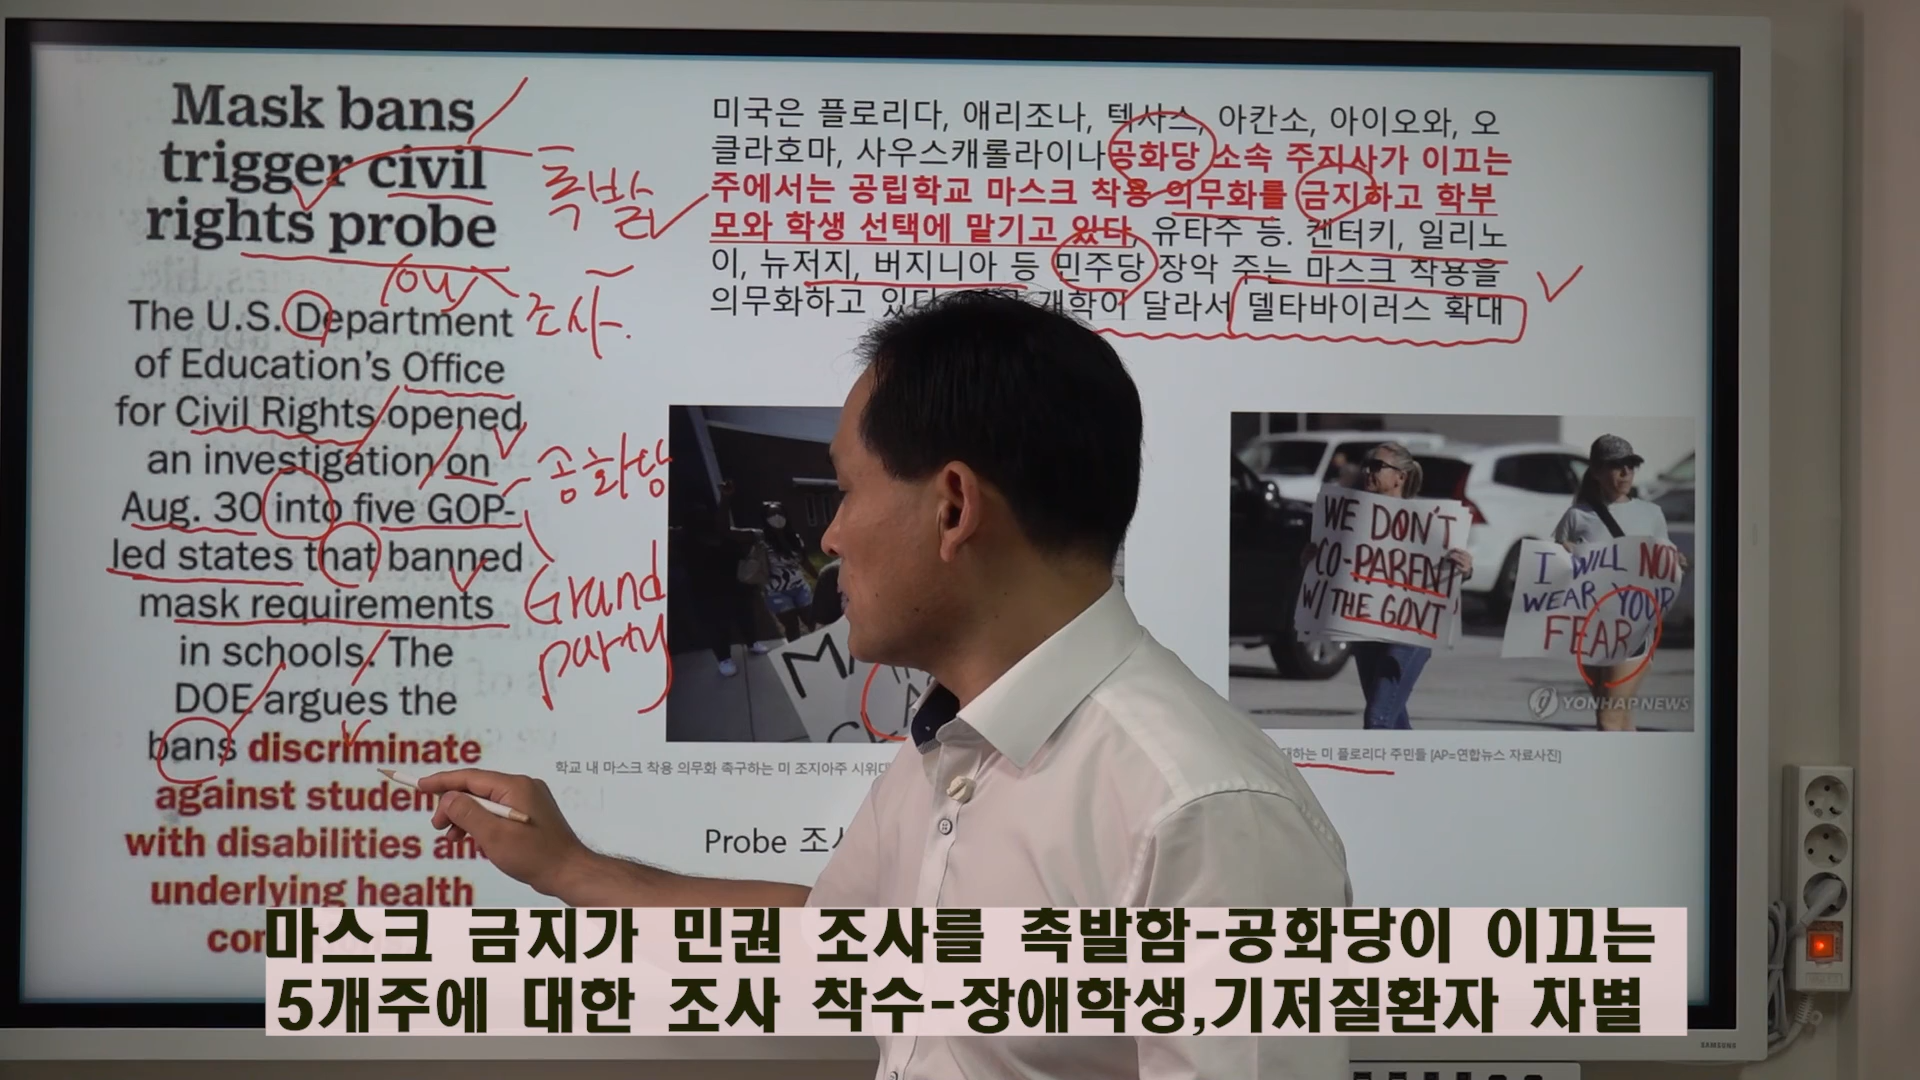 Mask bans
trigger civil
rights probe
The U.S. Department
of Education's Office
for Civil Rights opened
an investigation on
Aug. 30 into five GOP-
led states that banned
mask requirements
in schools. The
DOE argues the
bans discriminate
against studen
with disabilities an
underlying health
con
촉발
조사.
공화당
Grand
party
미국은 플로리다, 애리조나, 텍사스, 아칸소, 아이오와, 오
클라호마, 사우스캐롤라이나 공화당 소속 주지사가 이끄는
주에서는 공립학교 마스크 착용 의무화를 금지하고 학부
모와 학생 선택에 맡기고 있다, 유타주 등. 켄터키, 일리노
이, 뉴저지, 버지니아 등 민주당 장악 주는 마스크 착용을
의무화하고 있다 개학이 달라서 델타바이러스 확대
WE DON'T
CO-PARENT
W/ THE GOVT
I WILL NOT
WEAR YOUR
FEAR
YONHAPNEWS
학교 내 마스크 착용 의무화 촉구하는 미 조지아주 시위대
대하는 미 플로리다 주민들 [AP=연합뉴스 자료사진]
Probe 조사
마스크 금지가 민권 조사를 촉발함-공화당이 이끄는
5개주에 대한 조사 착수-장애학생,기저질환자 차별
SAMSUNG